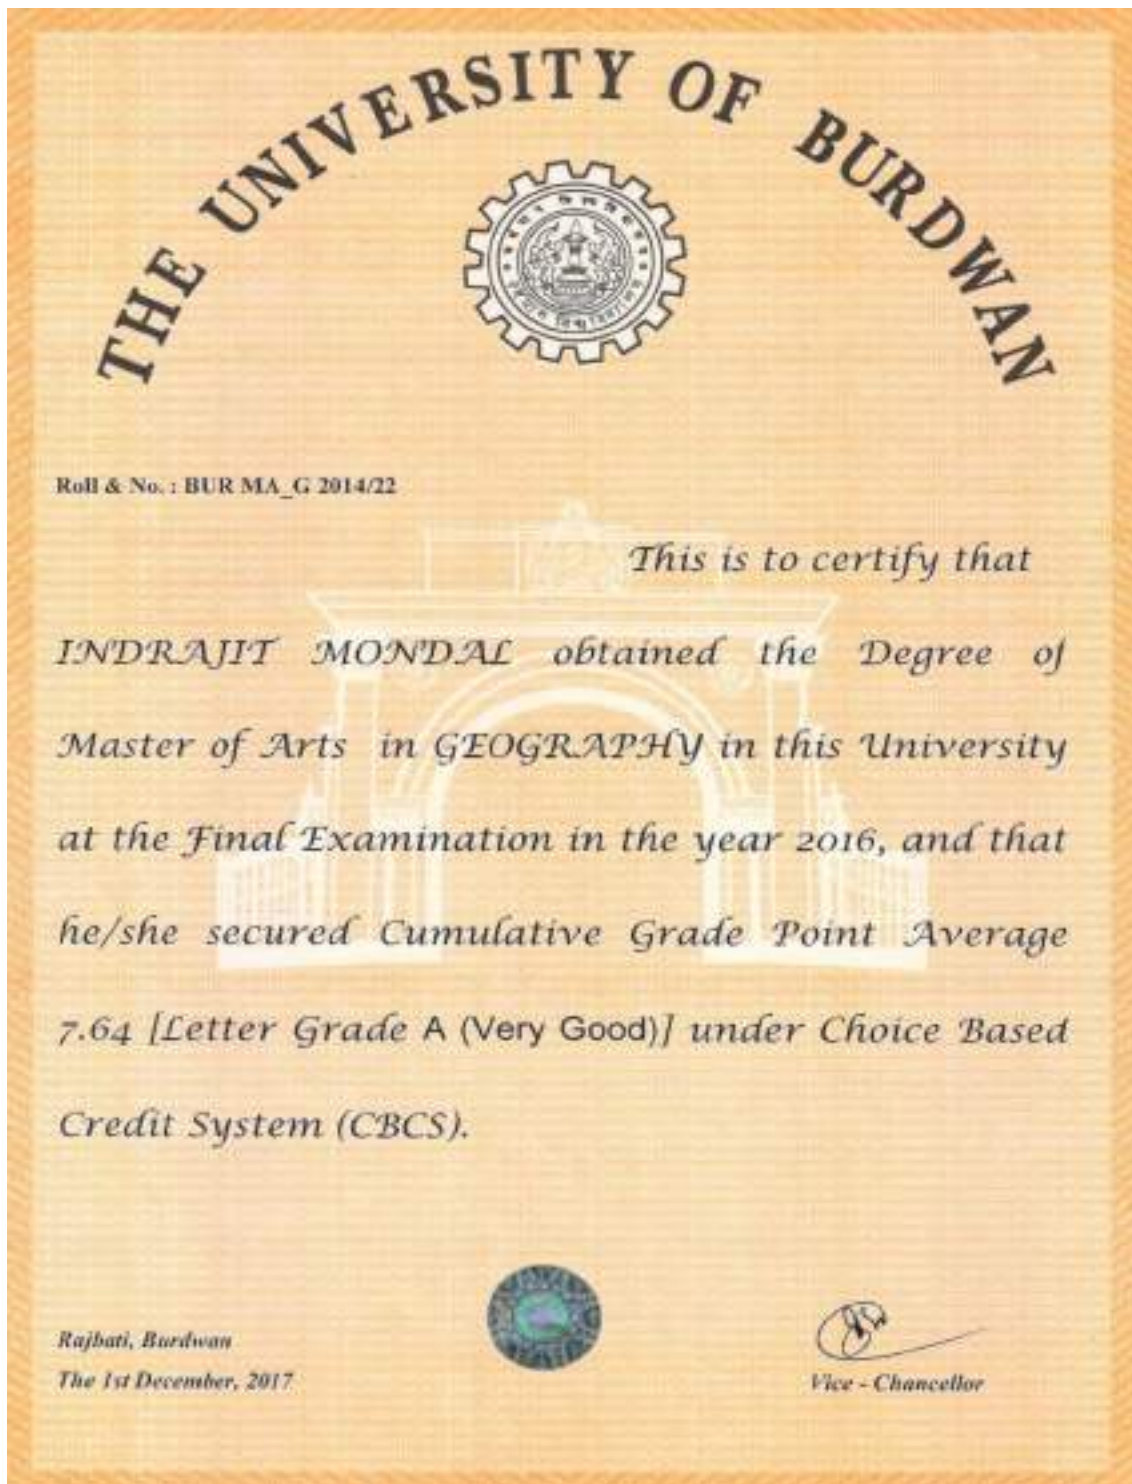 THE UNIVERSITY OF BURDWAN
Roll & No. : BUR MA_G 2014/22
This is to certify that
INDRAJIT MONDAL obtained the Degree of
Master of Arts in GEOGRAPHY in this University
at the Final Examination in the year 2016, and that
he/she secured Cumulative Grade Point Average
7.64 [Letter Grade A (Very Good)] under Choice Based
Credit System (CBCS).
Rajbati, Burdwan
The 1st December, 2017
Vice - Chancellor